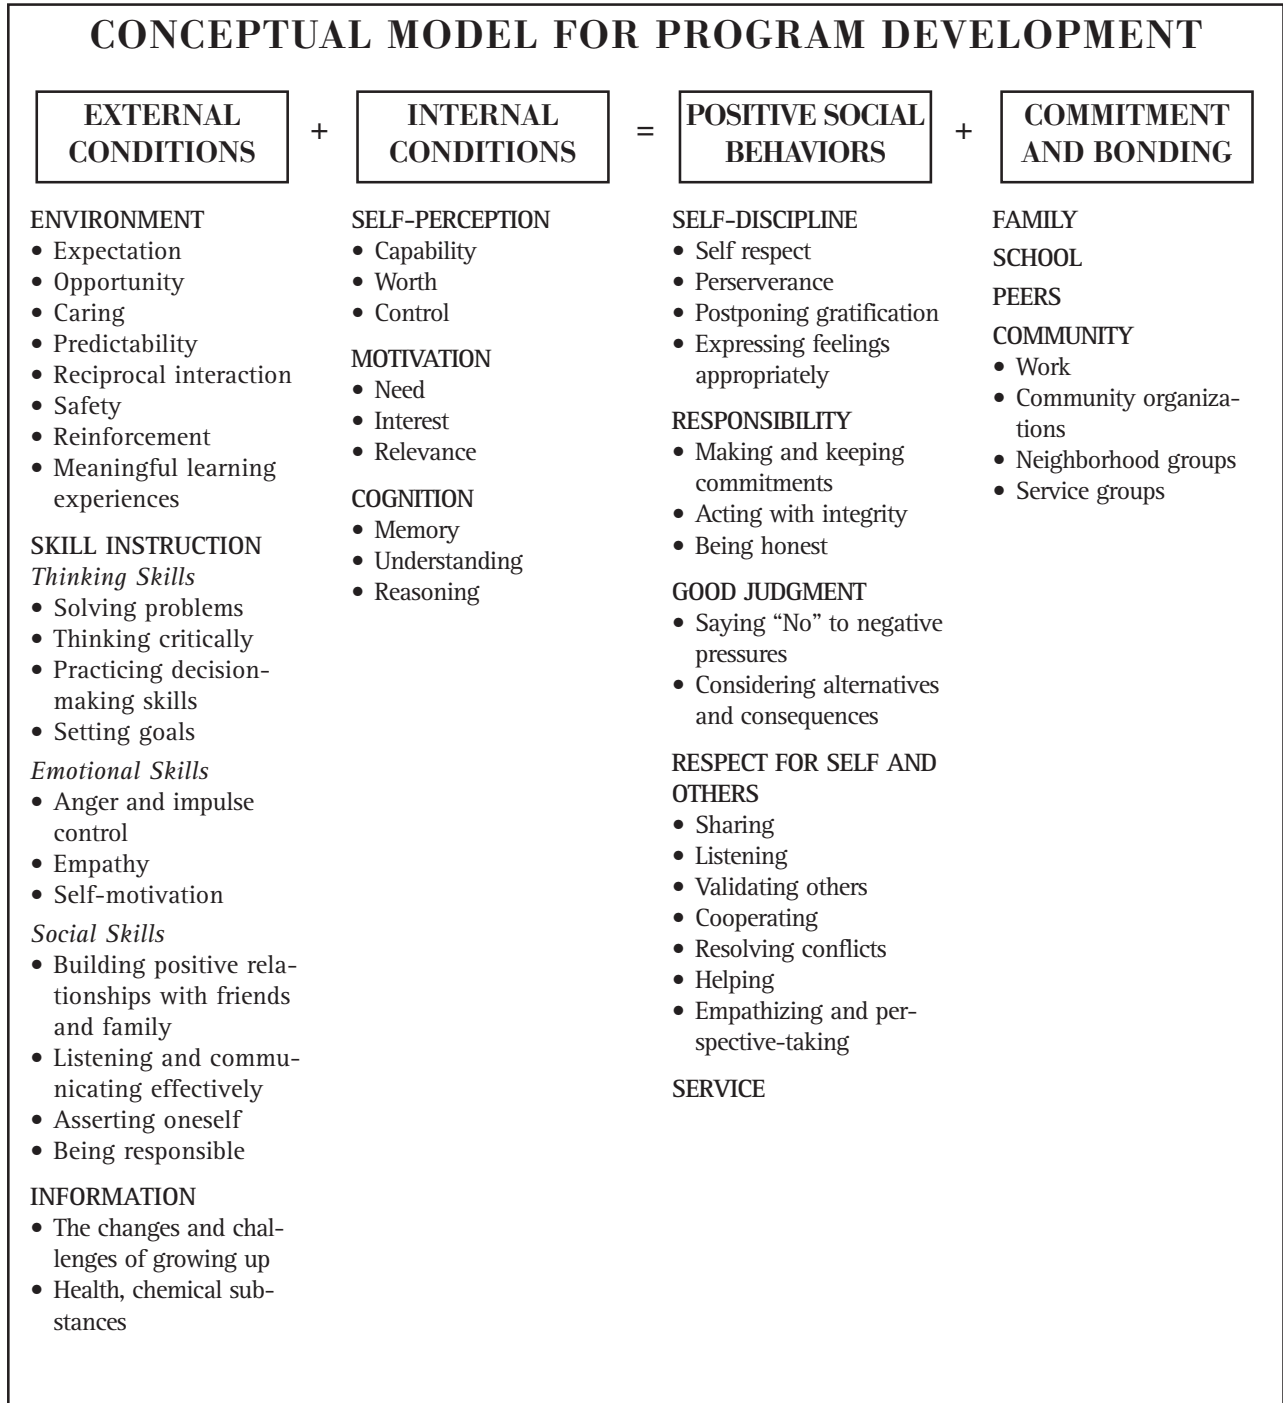 CONCEPTUAL MODEL FOR PROGRAM DEVELOPMENT
EXTERNAL
CONDITIONS
+
INTERNAL
CONDITIONS
=
POSITIVE SOCIAL
BEHAVIORS
+
COMMITMENT
AND BONDING
ENVIRONMENT
• Expectation
• Opportunity
• Caring
• Predictability
• Reciprocal interaction
• Safety
• Reinforcement
• Meaningful learning
experiences
SKILL INSTRUCTION
Thinking Skills
• Solving problems
• Thinking critically
• Practicing decision-
making skills
• Setting goals
Emotional Skills
• Anger and impulse
control
• Empathy
• Self-motivation
Social Skills
• Building positive rela-
tionships with friends
and family
• Listening and commu-
nicating effectively
• Asserting oneself
• Being responsible
INFORMATION
• The changes and chal-
lenges of growing up
• Health, chemical sub-
stances
SELF-PERCEPTION
• Capability
• Worth
• Control
MOTIVATION
• Need
• Interest
• Relevance
COGNITION
• Memory
• Understanding
• Reasoning
SELF-DISCIPLINE
• Self respect
• Perserverance
• Postponing gratification
• Expressing feelings
appropriately
RESPONSIBILITY
• Making and keeping
commitments
• Acting with integrity
• Being honest
GOOD JUDGMENT
• Saying “No” to negative
pressures
• Considering alternatives
and consequences
RESPECT FOR SELF AND
OTHERS
• Sharing
• Listening
• Validating others
• Cooperating
• Resolving conflicts
• Helping
• Empathizing and per-
spective-taking
SERVICE
FAMILY
SCHOOL
PEERS
COMMUNITY
• Work
• Community organiza-
tions
• Neighborhood groups
• Service groups